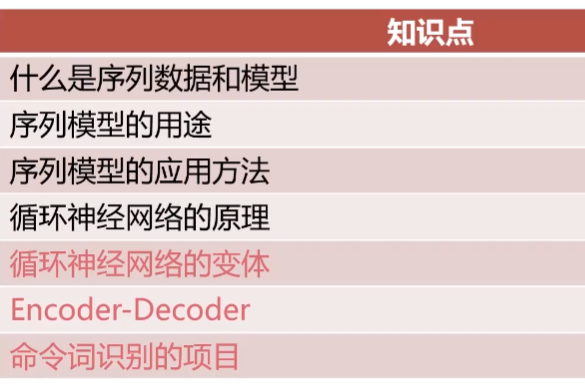 知识点
什么是序列数据和模型
序列模型的用途
序列模型的应用方法
循环神经网络的原理
循环神经网络的变体
Encoder-Decoder
命令词识别的项目